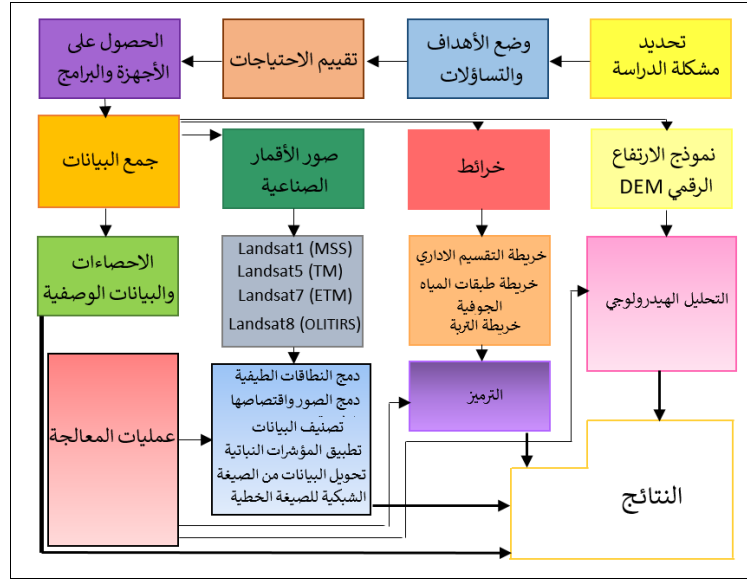 تحديد
مشكلة الدراسة
وضع الأهداف
والتساؤلات
تقييم الاحتياجات
الحصول على
الأجهزة والبرامج
جمع البيانات
صور الأقمار
الصناعية
خرائط
نموذج الارتفاع
الرقمي DEM
الاحصاءات
والبيانات الوصفية
Landsat1 (MSS)
Landsat5 (TM)
Landsat7 (ETM)
Landsat8 (OLITIRS)
خريطة التقسيم الاداري
خريطة طبقات المياه
الجوفية
خريطة التربة
التحليل الهيدرولوجي
عمليات المعالجة
دمج النطاقات الطيفية
دمج الصور واقتصاصها
تصنيف البيانات
تطبيق المؤشرات النباتية
تحويل البيانات من الصيغة
الشبكية للصيغة الخطية
الترميز
النتائج